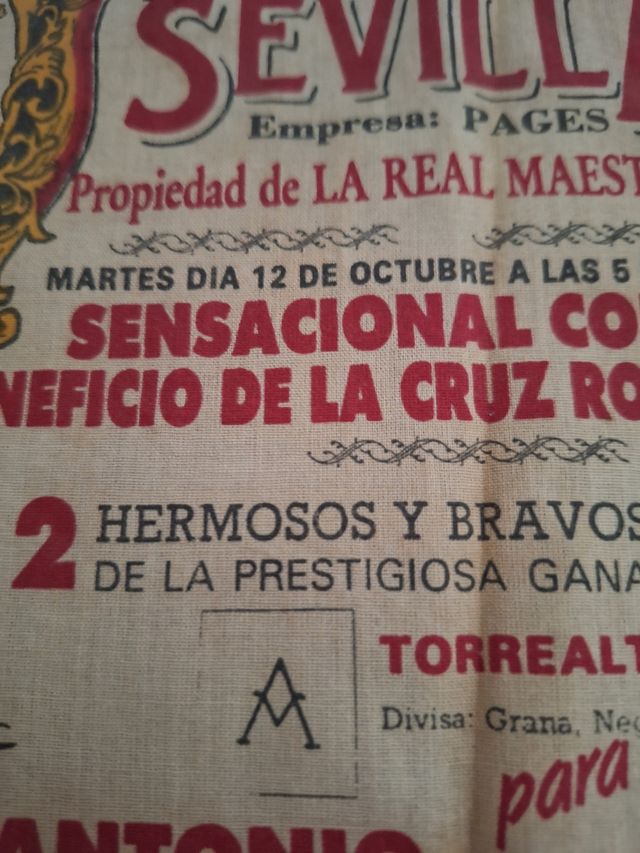 SEVILL
Empresa: PAGES
Propiedad de LA REAL MAEST
MARTES DIA 12 DE OCTUBRE A LAS 5
SENSACIONAL CO
NEFICIO DE LA CRUZ RO
2 HERMOSOS Y BRAVOS
DE LA PRESTIGIOSA GANA
TORREALT
Divisa: Grana, Neg
para
ANTONIO